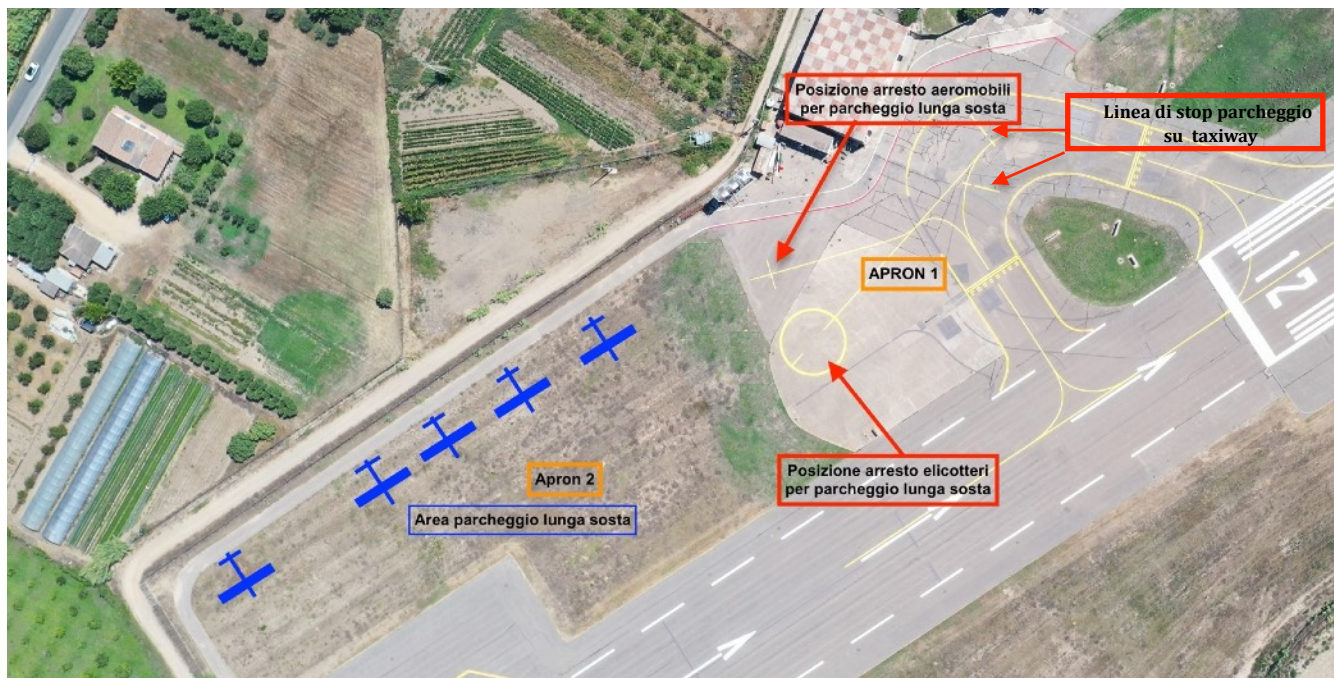 Posizione arresto aeromobili
per parcheggio lunga sosta
Linea di stop parcheggio
su taxiway
APRON 1
12
Posizione arresto elicotteri
per parcheggio lunga sosta
Apron 2
Area parcheggio lunga sosta